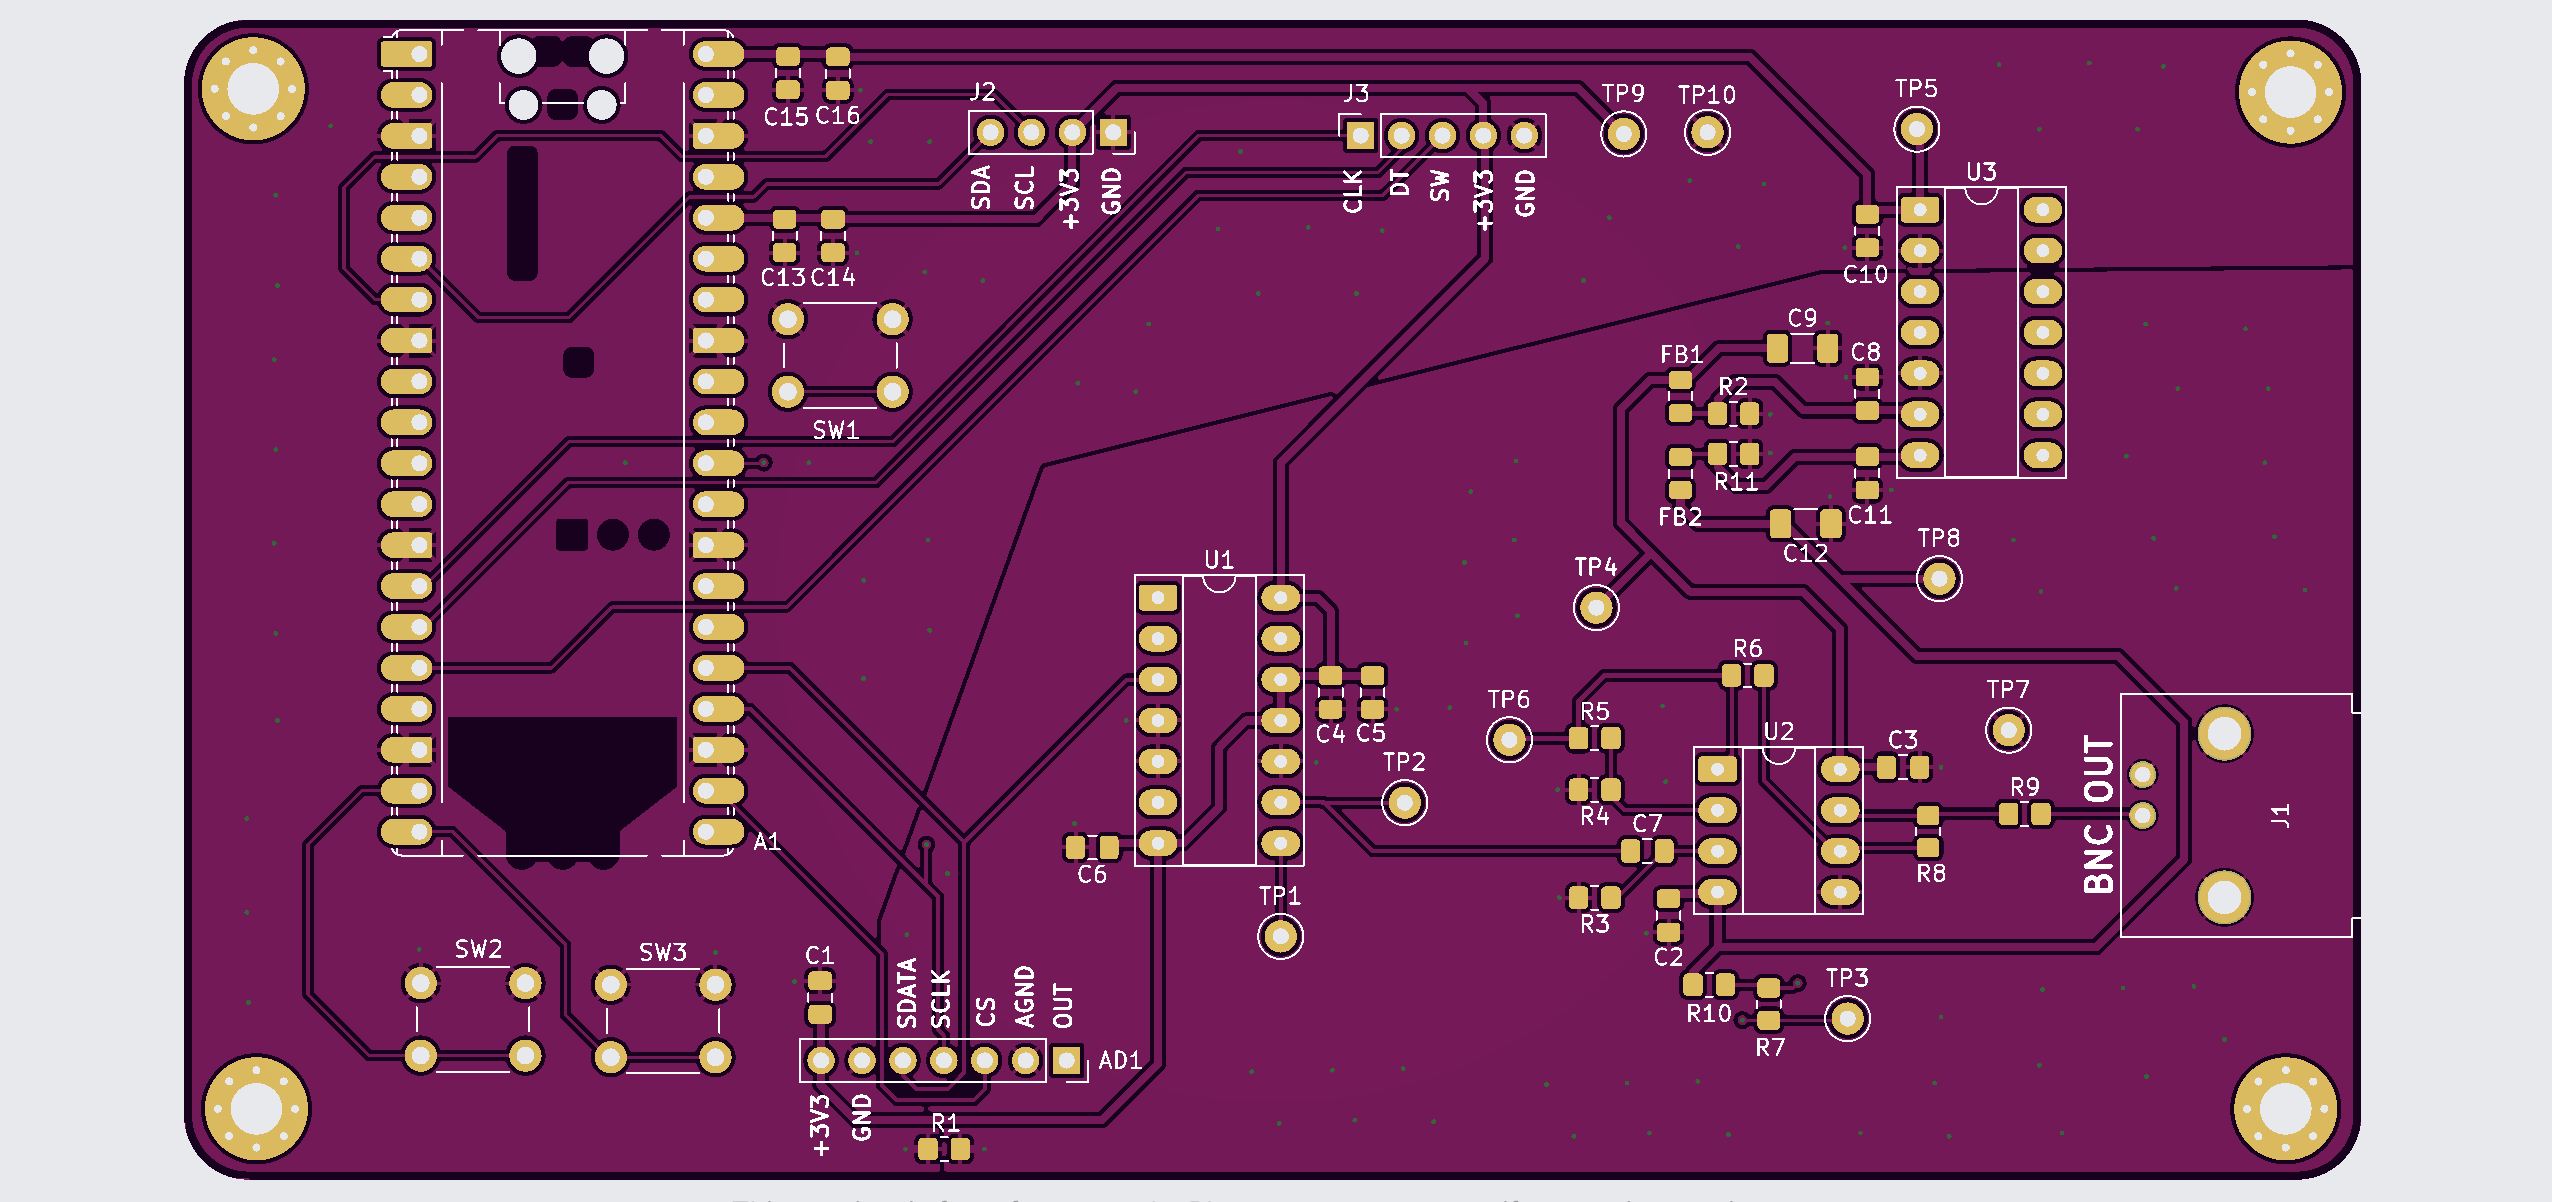 J2
J3
TP9
TP10
TP5
C15
C16
U3
SDA
SCL
+3V3
GND
CLK
DT
SW
+3V3
GND
C13
C14
C10
C9
FB1
C8
R2
SW1
R11
FB2
C11
C12
TP8
U1
TP4
R6
TP7
TP6
R5
U2
C4
C5
C3
TP2
BNC OUT
R9
J1
R4
C7
A1
C6
R8
TP1
R3
SW2
SW3
C1
C2
SDATA
SCLK
CS
AGND
OUT
TP3
R10
R7
AD1
+3V3
GND
R1